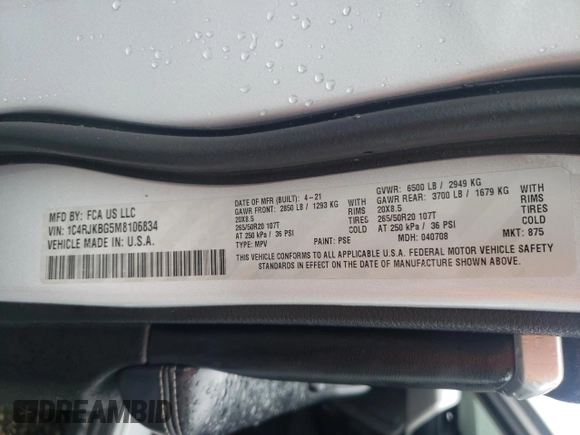 MFD BY: FCA US LLC
VIN: 1C4RJKBG5M8106834
VEHICLE MADE IN: U.S.A.
DATE OF MFR (BUILT): 4-21
GAWR FRONT: 2850 LB / 1293 KG WITH
20X8.5 RIMS
265/50R20 107T TIRES
AT 250 kPa / 36 PSI COLD
TYPE: MPV PAINT: PSE
GVWR: 6500 LB / 2949 KG
GAWR REAR: 3700 LB / 1679 KG WITH
20X8.5 RIMS
265/50R20 107T TIRES
AT 250 kPa / 36 PSI COLD
MDH: 040708 MKT: 875
THIS VEHICLE CONFORMS TO ALL APPLICABLE U.S.A. FEDERAL MOTOR VEHICLE SAFETY
STANDARDS IN EFFECT ON THE DATE OF MANUFACTURE SHOWN ABOVE.
DREAMBID